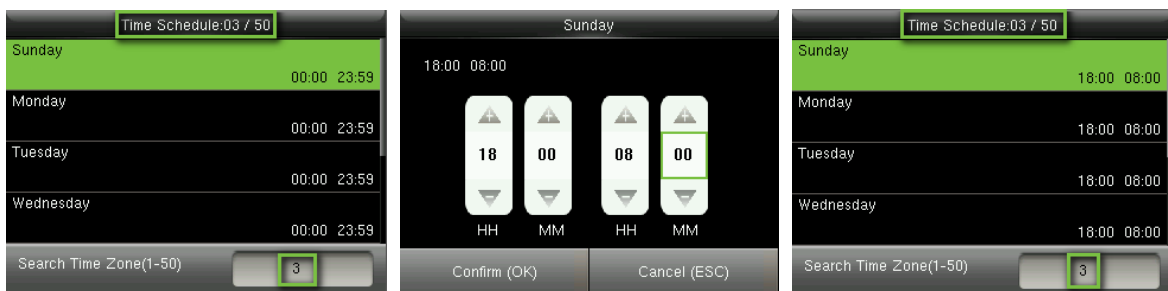 Time Schedule:03 / 50
Sunday
00:00 23:59
Monday
00:00 23:59
Tuesday
00:00 23:59
Wednesday
00:00 23:59
Search Time Zone(1-50)
3
Sunday
18:00 08:00
18 00 08 00
HH MM HH MM
Confirm (OK) Cancel (ESC)
Time Schedule:03 / 50
Sunday
18:00 08:00
Monday
18:00 08:00
Tuesday
18:00 08:00
Wednesday
18:00 08:00
Search Time Zone(1-50)
3